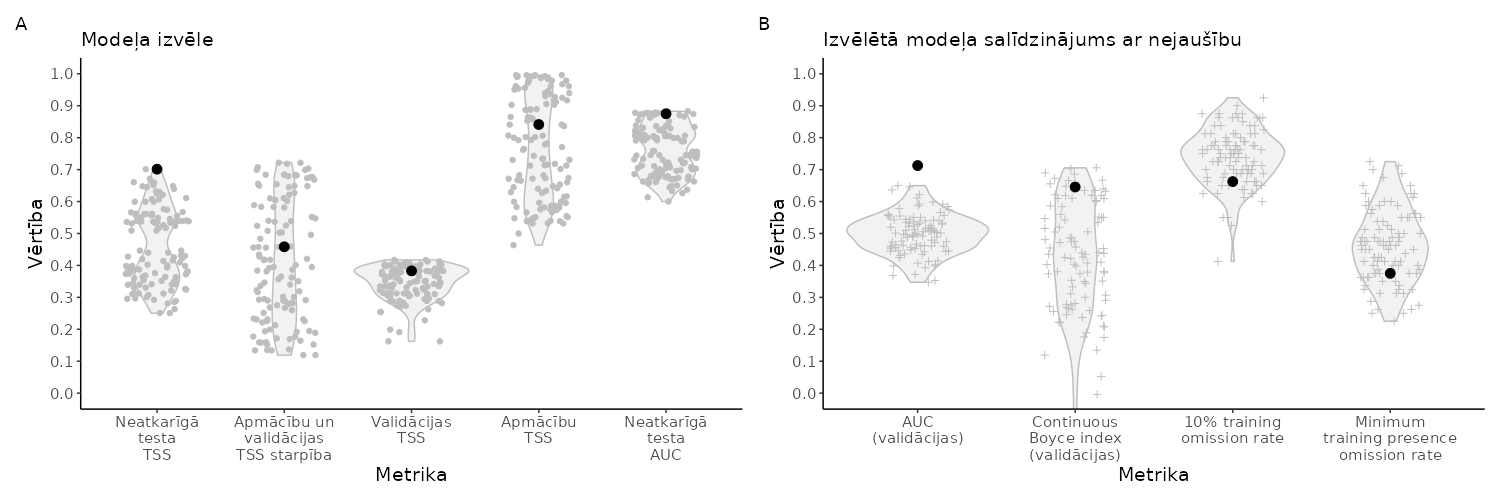 A
Modeļa izvēle
Vērtība
1.0
0.9
0.8
0.7
0.6
0.5
0.4
0.3
0.2
0.1
0.0
Neatkarīgā
testa
TSS
Apmācību un
validācijas
TSS starpība
Validācijas
TSS
Apmācību
TSS
Neatkarīgā
testa
AUC
Metrika
B
Izvēlētā modeļa salīdzinājums ar nejaušību
Vērtība
1.0
0.9
0.8
0.7
0.6
0.5
0.4
0.3
0.2
0.1
0.0
AUC
(validācijas)
Continuous
Boyce index
(validācijas)
10% training
omission rate
Minimum
training presence
omission rate
Metrika